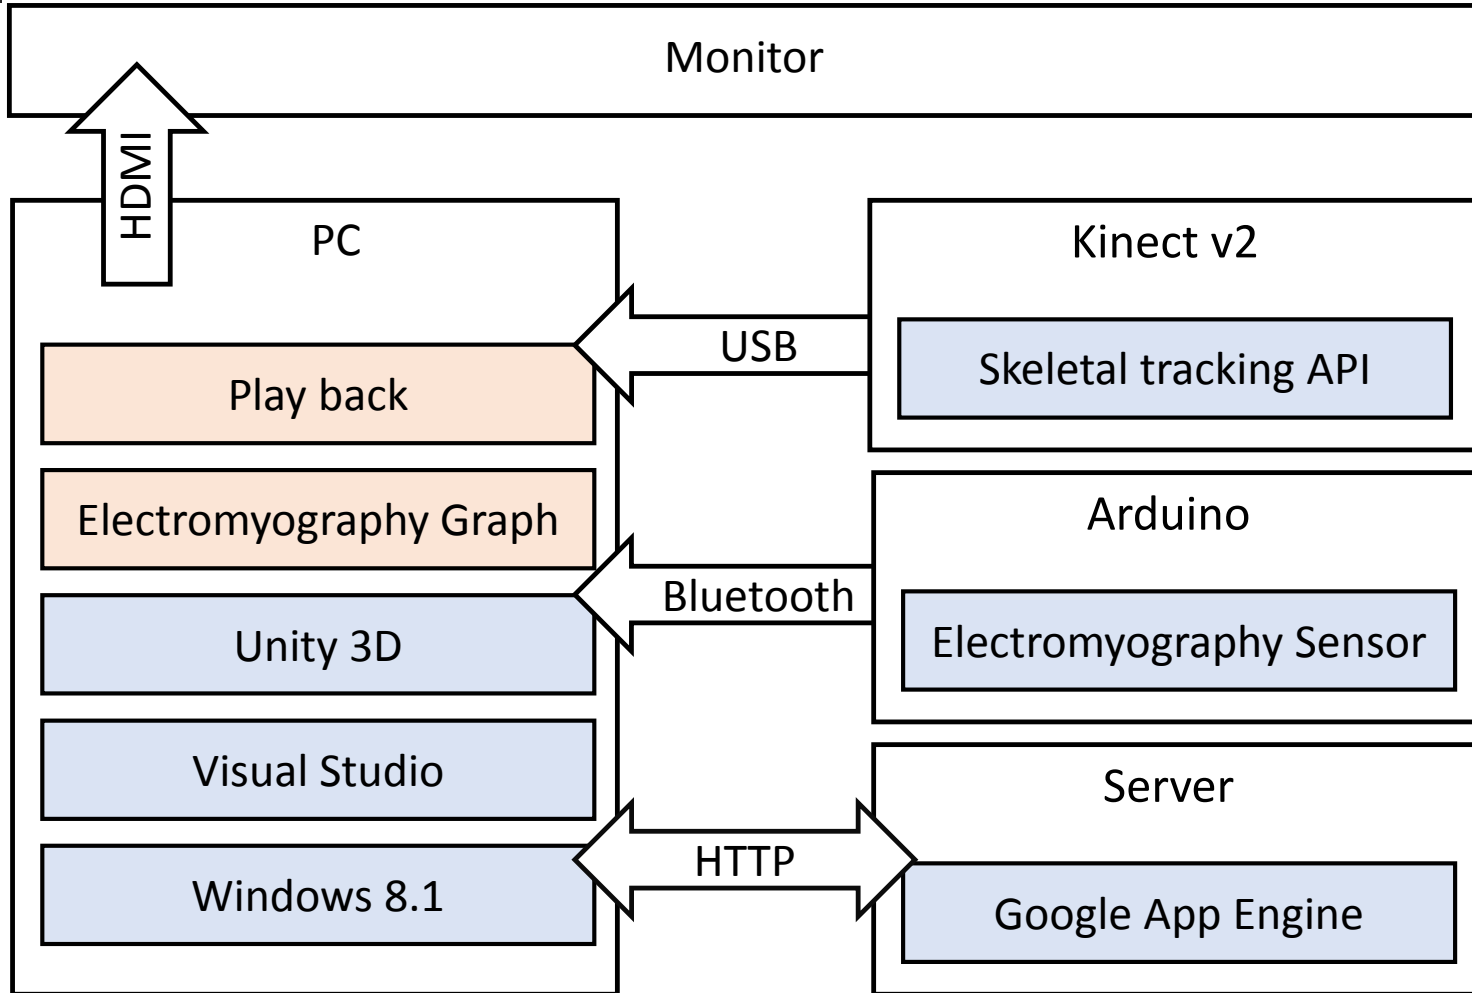 Monitor
HDMI
PC
Play back
Electromyography Graph
Unity 3D
Visual Studio
Windows 8.1
USB
Bluetooth
HTTP
Kinect v2
Skeletal tracking API
Arduino
Electromyography Sensor
Server
Google App Engine